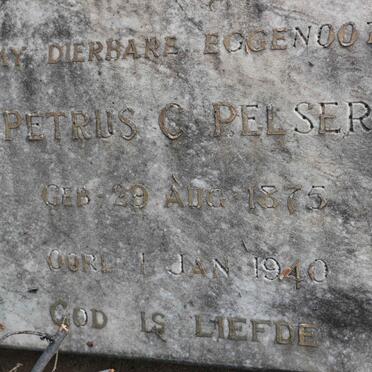 MY DIERBARE EGGENOOT
PETRUS C PELSER
GEB. 29 AUG 1875
OORL 1 JAN 1940
GOD IS LIEFDE